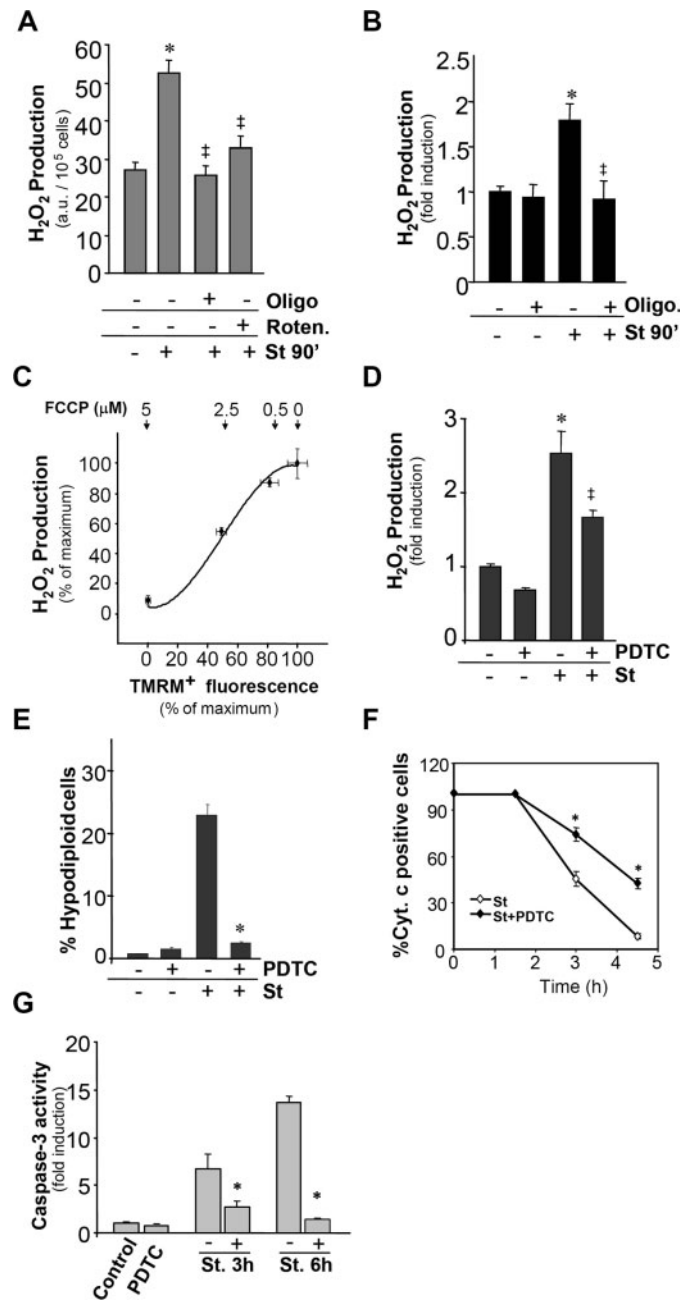 A
H2O2 Production
(a.u. / 10^5 cells)
60
50
40
30
20
10
0
*
‡
‡
- - + - Oligo
- - - + Roten.
- + + + St 90'
B
H2O2 Production
(fold induction)
2.5
2
1.5
1
0.5
0
*
‡
- + - + Oligo.
- - + + St 90'
C
FCCP (µM) 5 2.5 0.5 0
H2O2 Production
(% of maximum)
100
80
60
40
20
0
0 20 40 60 80 100
TMRM+ fluorescence
(% of maximum)
D
H2O2 Production
(fold induction)
3
2
1
0
*
‡
- + - + PDTC
- - + + St
E
% Hypodiploidcells
30
20
10
0
*
- + - + PDTC
- - + + St
F
%Cyt. c positive cells
120
90
60
30
0
*
*
St
St+PDTC
0 1 2 3 4 5
Time (h)
G
Caspase-3 activity
(fold induction)
20
15
10
5
0
*
*
- + - +
Control PDTC St. 3h St. 6h